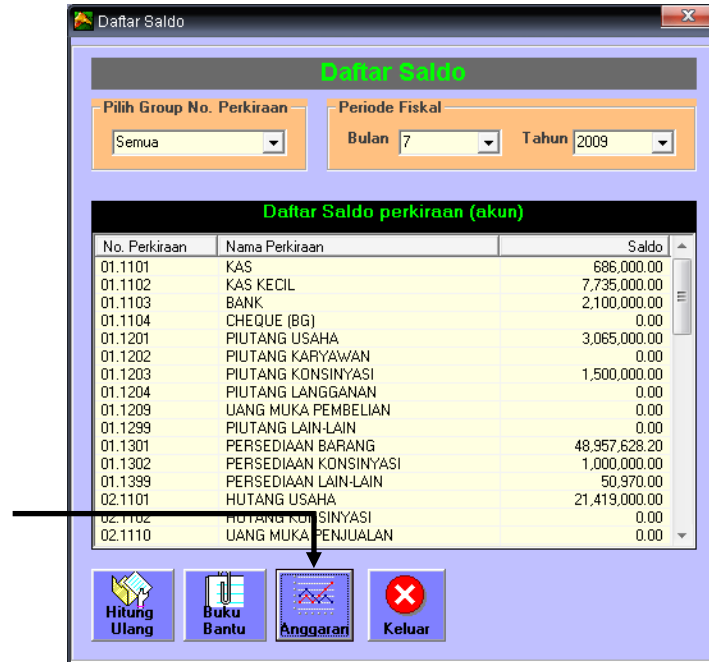 Daftar Saldo
Daftar Saldo
Pilih Group No. Perkiraan
Semua
Periode Fiskal
Bulan 7 Tahun 2009
Daftar Saldo perkiraan (akun)
No. Perkiraan Nama Perkiraan Saldo
01.1101 KAS 686,000.00
01.1102 KAS KECIL 7,735,000.00
01.1103 BANK 2,100,000.00
01.1104 CHEQUE (BG) 0.00
01.1201 PIUTANG USAHA 3,065,000.00
01.1202 PIUTANG KARYAWAN 0.00
01.1203 PIUTANG KONSINYASI 1,500,000.00
01.1204 PIUTANG LANGGANAN 0.00
01.1209 UANG MUKA PEMBELIAN 0.00
01.1299 PIUTANG LAIN-LAIN 0.00
01.1301 PERSEDIAAN BARANG 48,957,628.20
01.1302 PERSEDIAAN KONSINYASI 1,000,000.00
01.1399 PERSEDIAAN LAIN-LAIN 50,970.00
02.1101 HUTANG USAHA 21,419,000.00
02.1102 HUTANG KONSINYASI 0.00
02.1110 UANG MUKA PENJUALAN 0.00
Hitung Ulang
Buku Bantu
Anggaran
Keluar